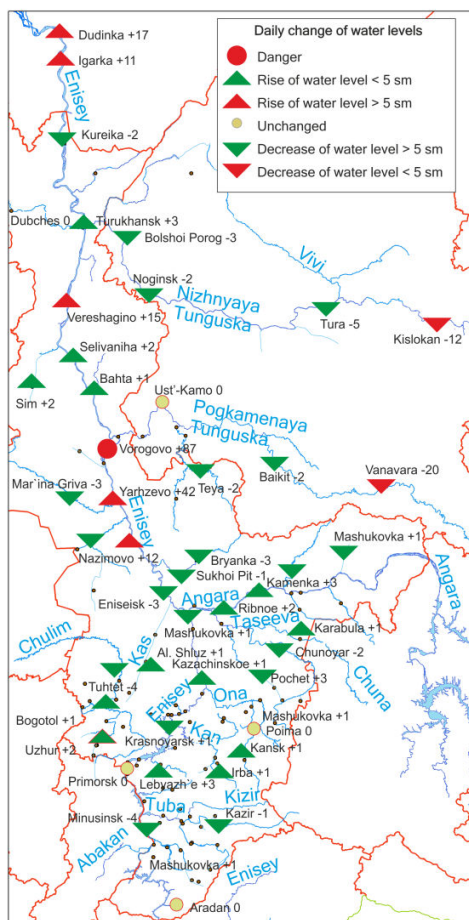 Daily change of water levels
Danger
Rise of water level < 5 sm
Rise of water level > 5 sm
Unchanged
Decrease of water level > 5 sm
Decrease of water level < 5 sm
Dudinka +17
Igarka +11
Enisey
Kureika -2
Dubches 0
Turukhansk +3
Bolshoi Porog -3
Vivi
Noginsk -2
Nizhnyaya
Tunguska
Vereshagino +15
Tura -5
Kislokan -12
Selivaniha +2
Bahta +1
Sim +2
Ust'-Kamo 0
Pogkamenaya
Tunguska
Vorogovo +87
Baikit -2
Vanavara -20
Teya -2
Mar`ina Griva -3
Yarhzevo +42
Enisey
Nazimovo +12
Mashukovka +1
Angara
Bryanka -3
Sukhoi Pit -1
Kamenka +3
Eniseisk -3
Angara
Ribnoe +2
Taseeva
Mashukovka +1
Karabula +1
Chulim
Kas
Al. Shluz +1
Kazachinskoe +1
Chunoyar -2
Chuna
Tuhtet -4
Ona
Pochet +3
Enisey
Bogotol +1
Kan
Mashukovka +1
Poima 0
Uzhur +2
Krasnoyarsk +1
Kansk +1
Primorsk 0
Lebyazh`e +3
Irba +1
Tuba
Kizir
Minusinsk -4
Kazir -1
Abakan
Mashukovka +1
Enisey
Aradan 0